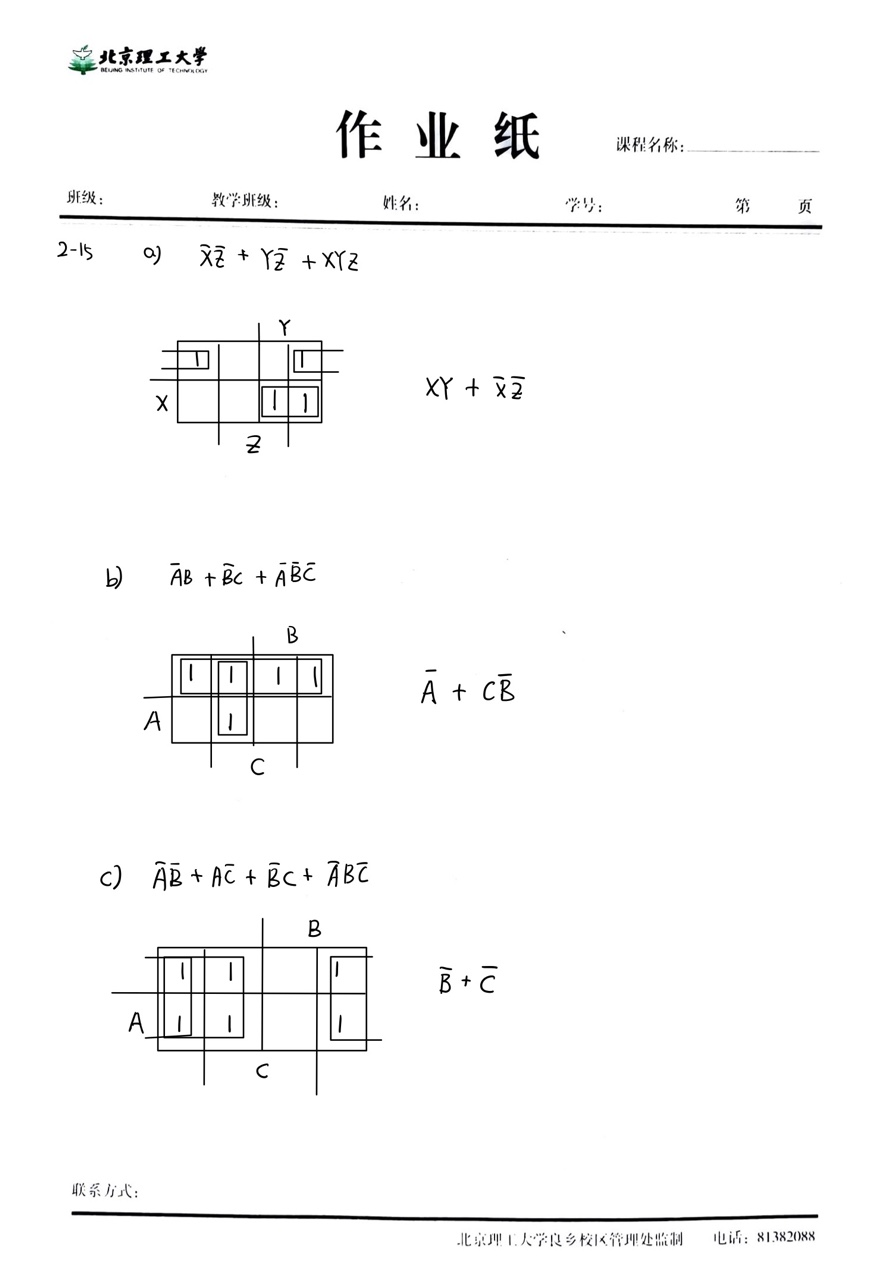 北京理工大学
BEIJING INSTITUTE OF TECHNOLOGY
作业纸
课程名称:
班级: 教学班级: 姓名: 学号: 第 页
2-15 a) X̄Z̄ + YZ̄ + XYZ
Y
1 1
X 1 1
Z
XY + X̄Z̄
b) ĀB + B̄C + ĀB̄C̄
B
1 1 1 1
A 1
C
Ā + CB̄
c) ĀB̄ + AC̄ + B̄C + ĀBC̄
B
1 1 1
A 1 1 1
C
B̄ + C̄
联系方式:
北京理工大学良乡校区管理处监制 电话: 81382088